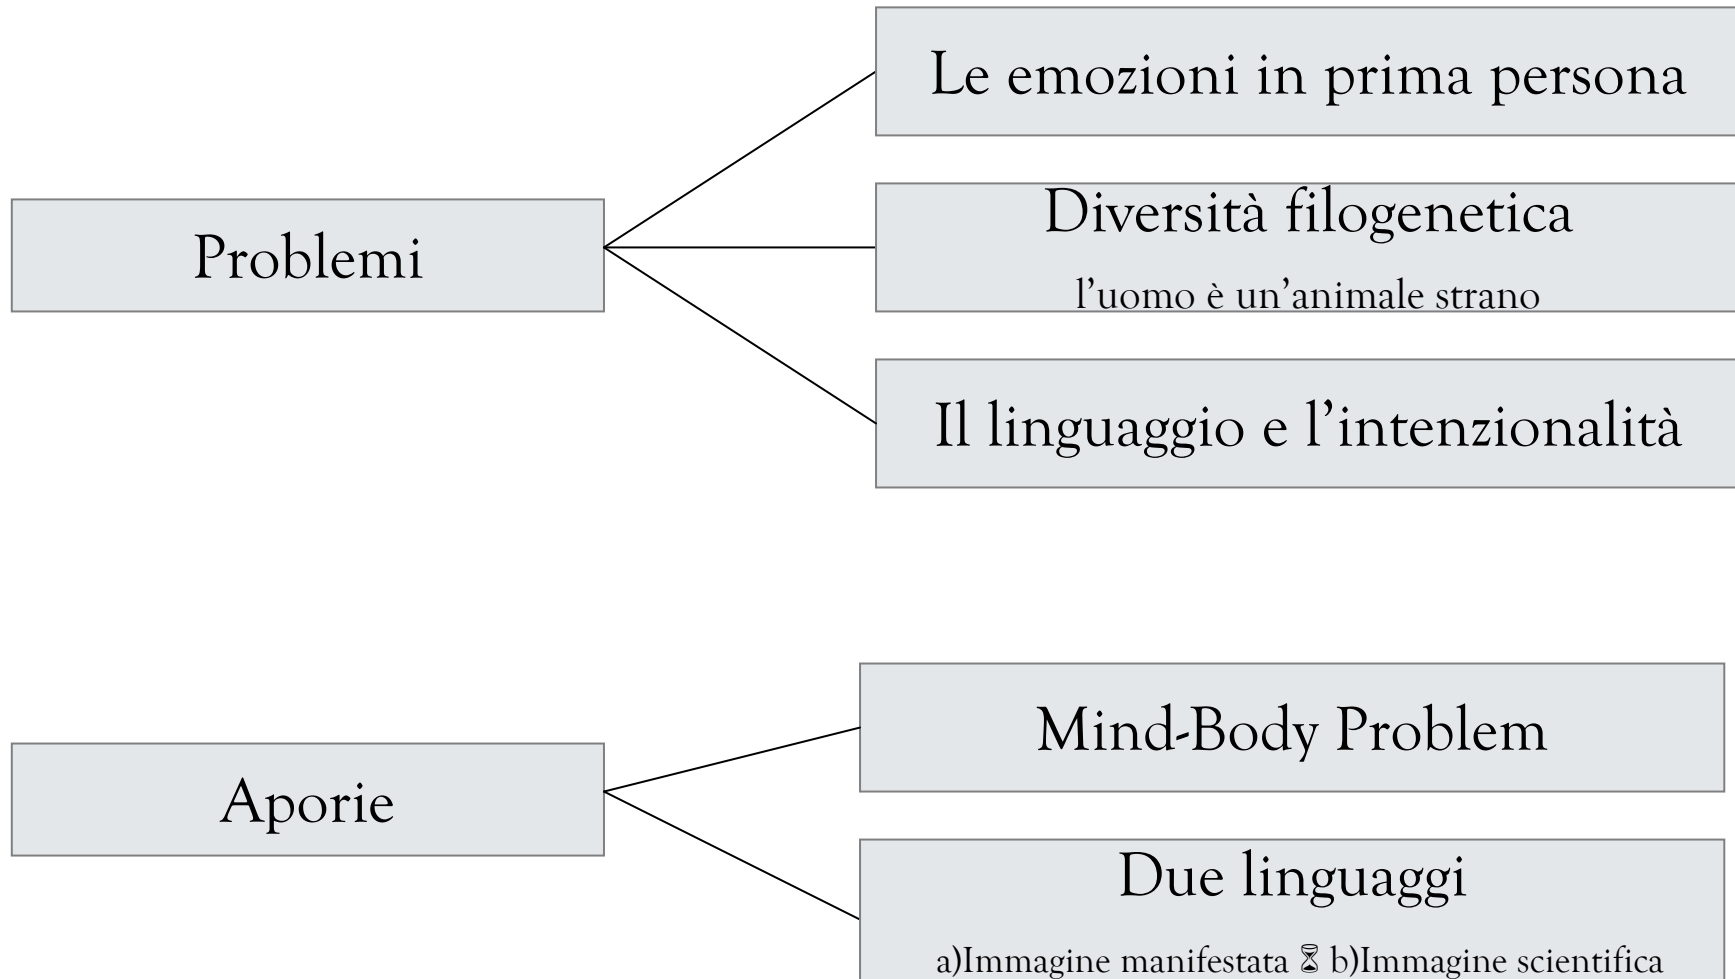 Le emozioni in prima persona
Problemi
Diversità filogenetica
l’uomo è un’animale strano
Il linguaggio e l’intenzionalità
Mind-Body Problem
Aporie
Due linguaggi
a)Immagine manifestata ⌛ b)Immagine scientifica